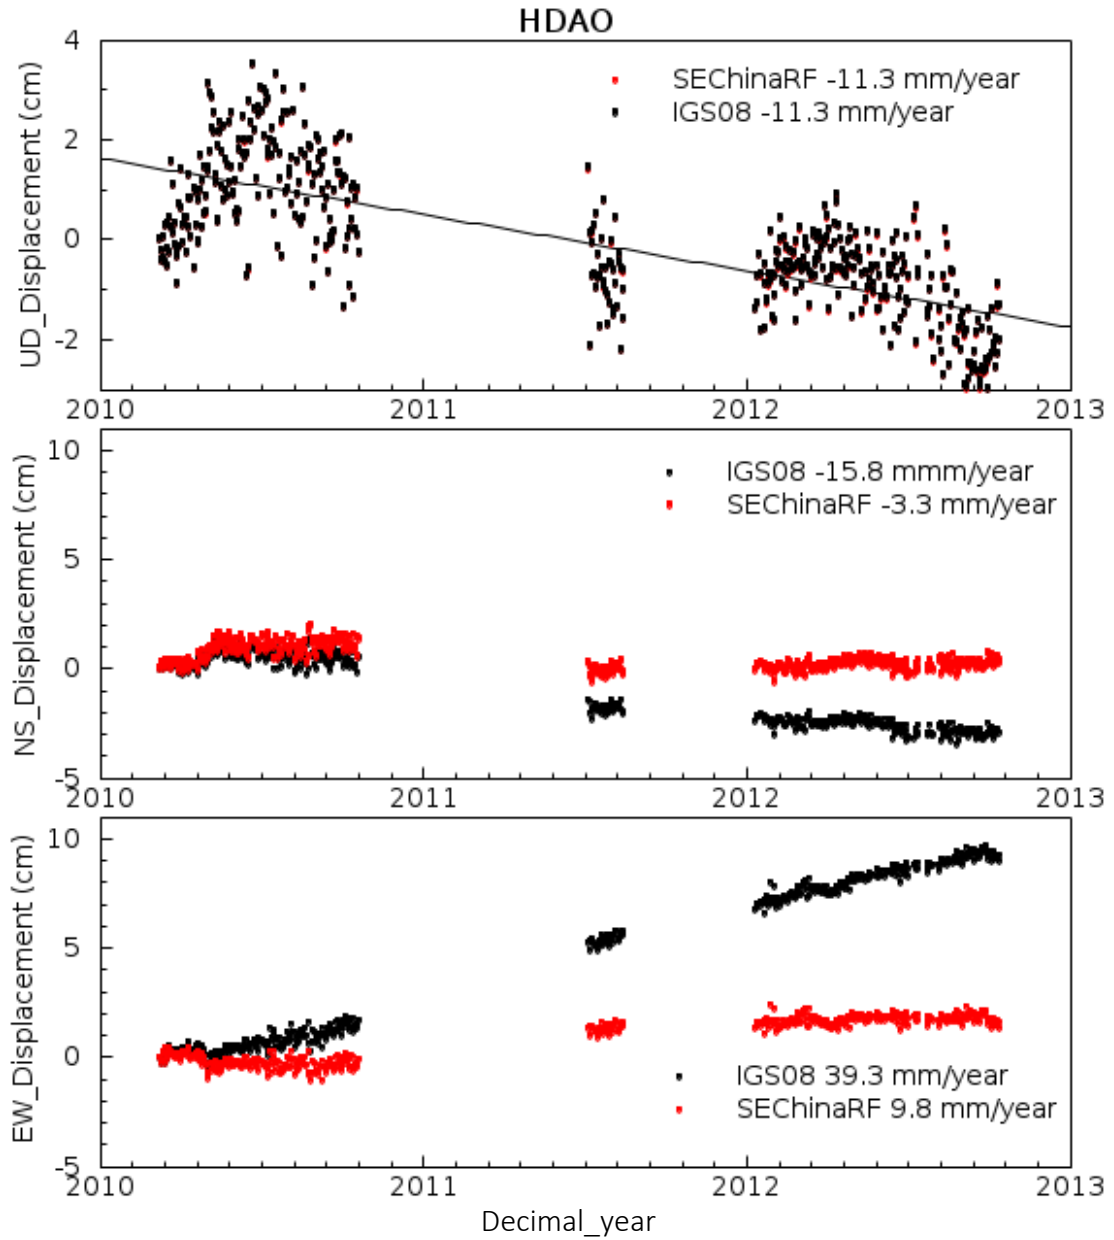 HDAO
UD_Displacement (cm)
4
2
0
-2
SEChinaRF -11.3 mm/year
IGS08 -11.3 mm/year
2010 2011 2012 2013
NS_Displacement (cm)
10
5
0
-5
IGS08 -15.8 mmm/year
SEChinaRF -3.3 mm/year
2010 2011 2012 2013
EW_Displacement (cm)
10
5
0
-5
IGS08 39.3 mm/year
SEChinaRF 9.8 mm/year
2010 2011 2012 2013
Decimal_year